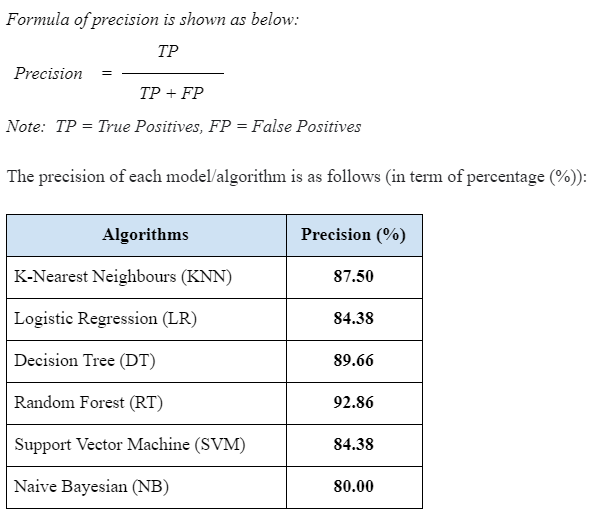 Formula of precision is shown as below:
TP
Precision =
TP + FP
Note: TP = True Positives, FP = False Positives
The precision of each model/algorithm is as follows (in term of percentage (%)):
Algorithms Precision (%)
K-Nearest Neighbours (KNN) 87.50
Logistic Regression (LR) 84.38
Decision Tree (DT) 89.66
Random Forest (RT) 92.86
Support Vector Machine (SVM) 84.38
Naive Bayesian (NB) 80.00